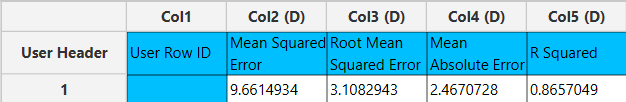 Col1 Col2 (D) Col3 (D) Col4 (D) Col5 (D)
User Header User Row ID Mean Squared Error Root Mean Squared Error Mean Absolute Error R Squared
1 9.6614934 3.1082943 2.4670728 0.8657049